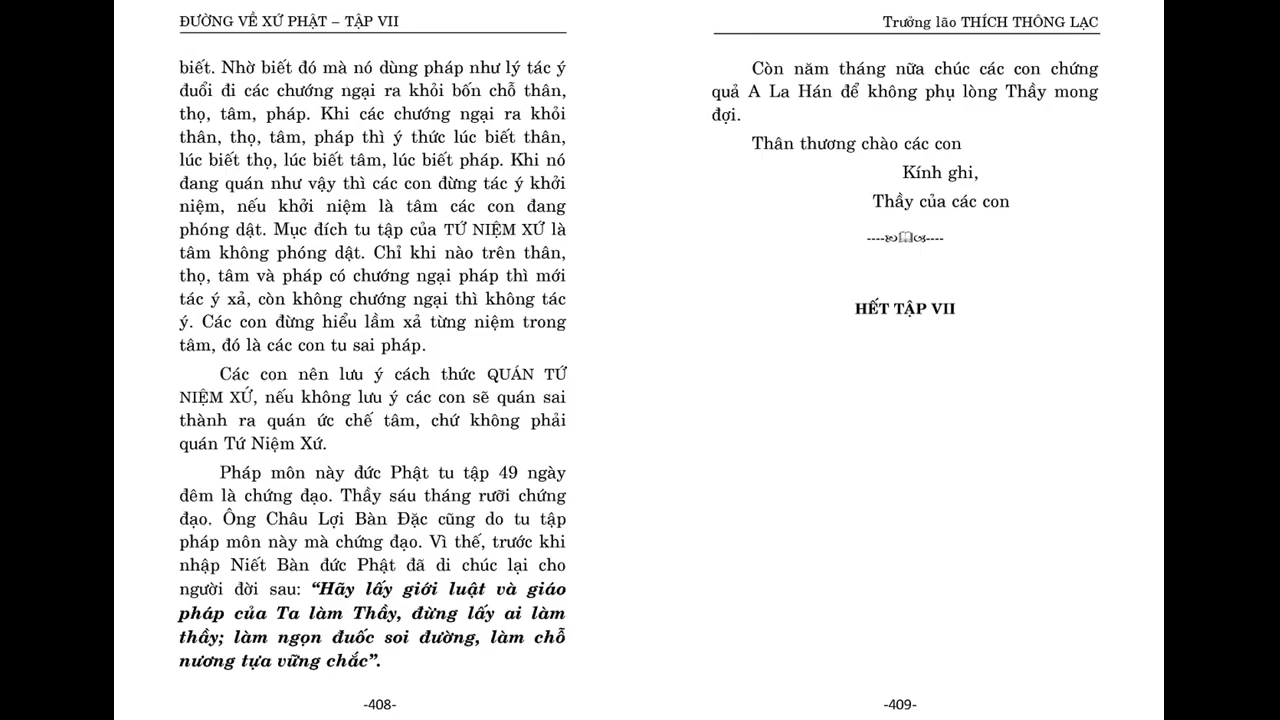 ĐƯỜNG VỀ XỨ PHẬT – TẬP VII
biết. Nhờ biết đó mà nó dùng pháp như lý tác ý
đuổi đi các chướng ngại ra khỏi bốn chỗ thân,
thọ, tâm, pháp. Khi các chướng ngại ra khỏi
thân, thọ, tâm, pháp thì ý thức lúc biết thân,
lúc biết thọ, lúc biết tâm, lúc biết pháp. Khi nó
đang quán như vậy thì các con đừng tác ý khởi
niệm, nếu khởi niệm là tâm các con đang
phóng dật. Mục đích tu tập của TỨ NIỆM XỨ là
tâm không phóng dật. Chỉ khi nào trên thân,
thọ, tâm và pháp có chướng ngại pháp thì mới
tác ý xả, còn không chướng ngại thì không tác
ý. Các con đừng hiểu lầm xả từng niệm trong
tâm, đó là các con tu sai pháp.
Các con nên lưu ý cách thức QUÁN TỨ
NIỆM XỨ, nếu không lưu ý các con sẽ quán sai
thành ra quán ức chế tâm, chứ không phải
quán Tứ Niệm Xứ.
Pháp môn này đức Phật tu tập 49 ngày
đêm là chứng đạo. Thầy sáu tháng rưỡi chứng
đạo. Ông Châu Lợi Bàn Đặc cũng do tu tập
pháp môn này mà chứng đạo. Vì thế, trước khi
nhập Niết Bàn đức Phật đã di chúc lại cho
người đời sau: “Hãy lấy giới luật và giáo
pháp của Ta làm Thầy, đừng lấy ai làm
thầy; làm ngọn đuốc soi đường, làm chỗ
nương tựa vững chắc”.
-408-
Trưởng lão THÍCH THÔNG LẠC
Còn năm tháng nữa chúc các con chứng
quả A La Hán để không phụ lòng Thầy mong
đợi.
Thân thương chào các con
Kính ghi,
Thầy của các con
HẾT TẬP VII
-409-